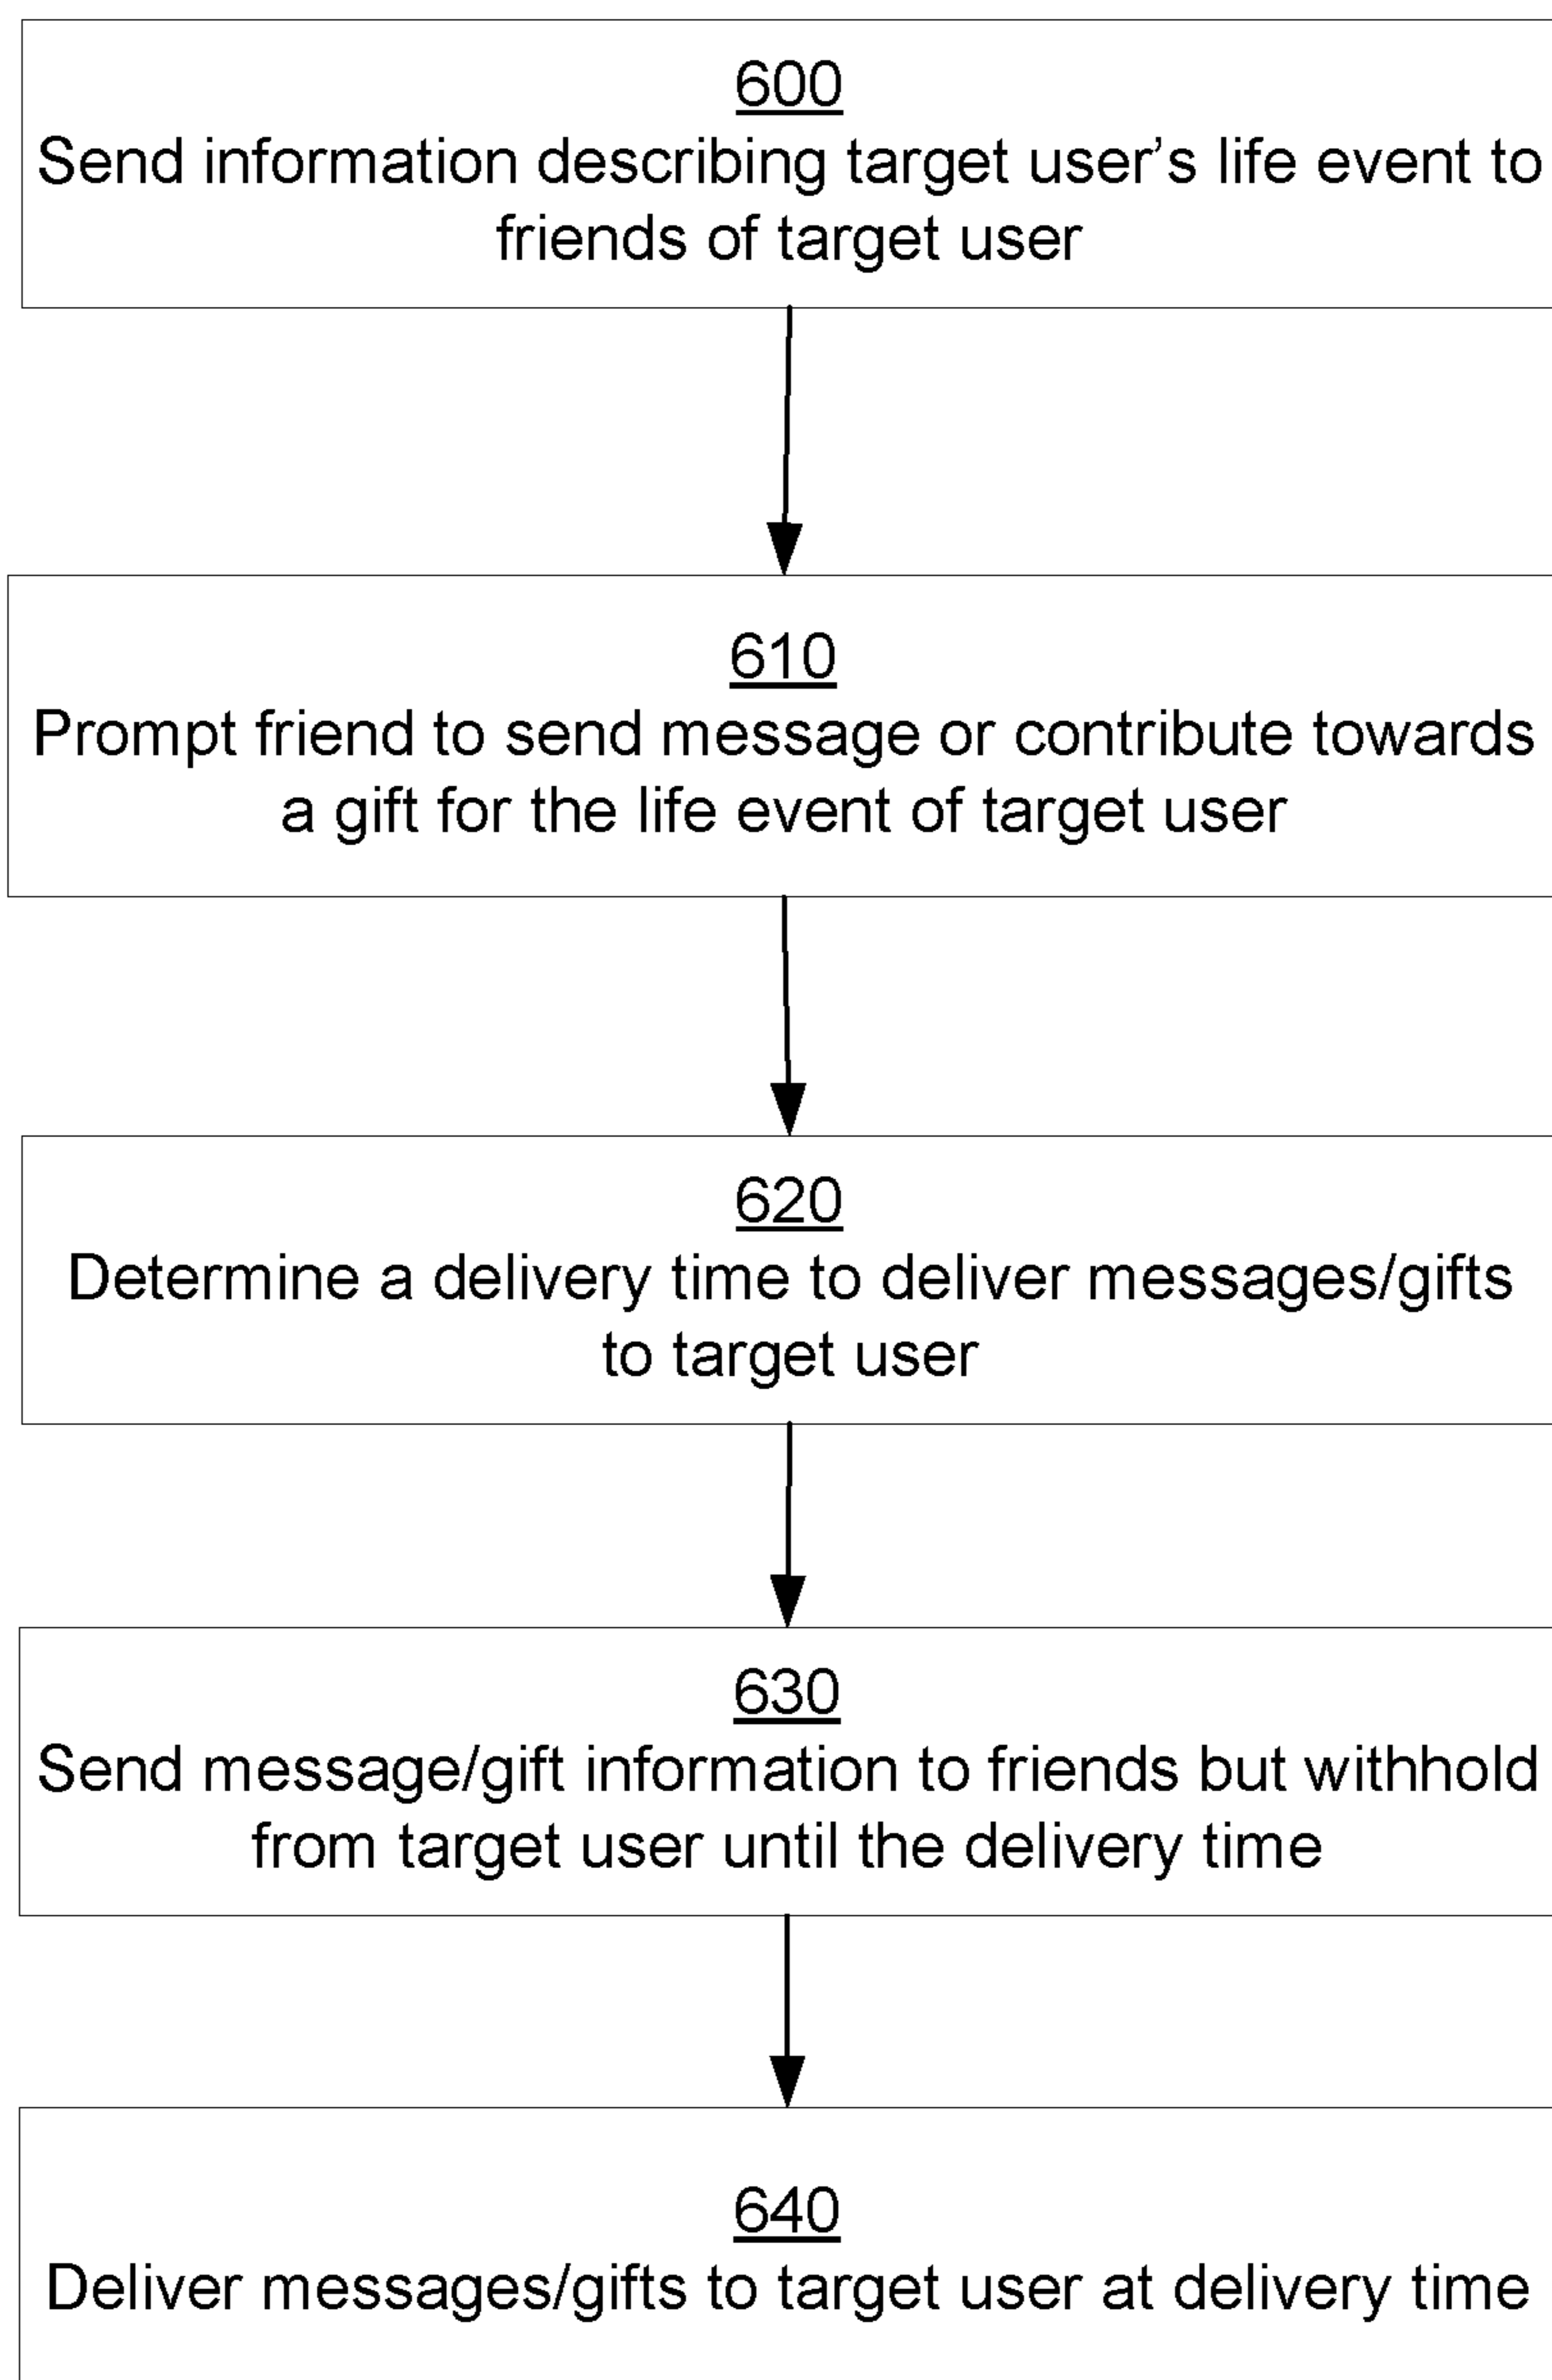 600
Send information describing target user’s life event to
friends of target user
610
Prompt friend to send message or contribute towards
a gift for the life event of target user
620
Determine a delivery time to deliver messages/gifts
to target user
630
Send message/gift information to friends but withhold
from target user until the delivery time
640
Deliver messages/gifts to target user at delivery time